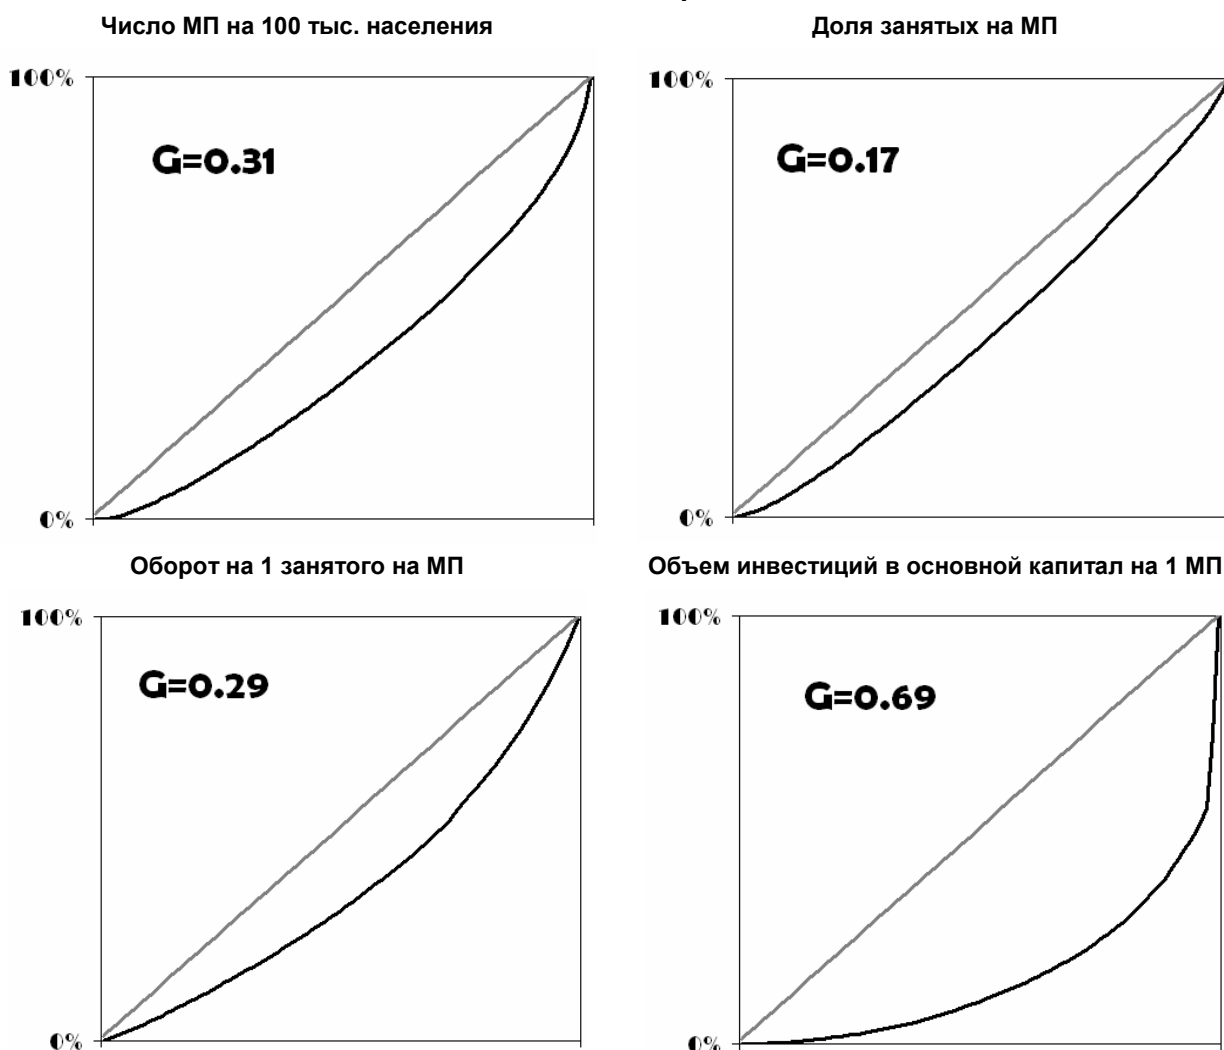 Число МП на 100 тыс. населения
Доля занятых на МП
100%
G=0.31
0%
100%
G=0.17
0%
Оборот на 1 занятого на МП
Объем инвестиций в основной капитал на 1 МП
100%
G=0.29
0%
100%
G=0.69
0%